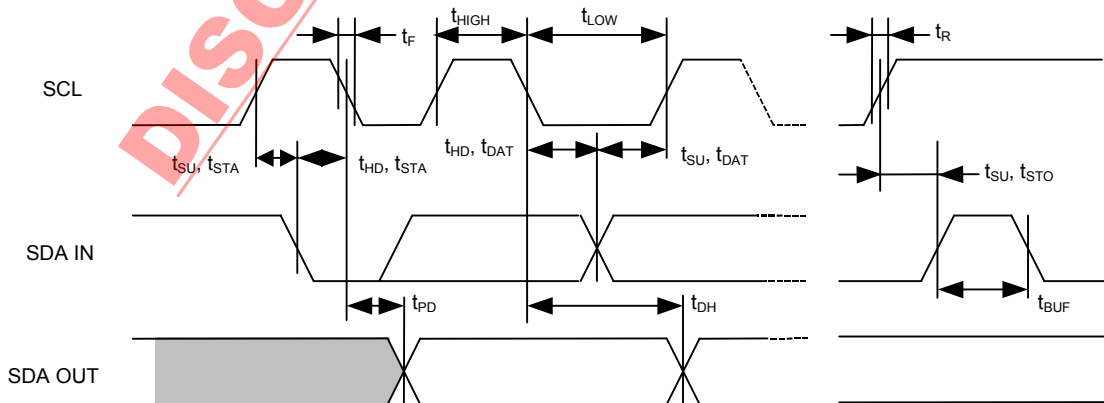 DISC
tF
tHIGH
tLOW
tR
SCL
tSU, tSTA
tHD, tSTA
tHD, tDAT
tSU, tDAT
tSU, tSTO
SDA IN
tPD
tDH
tBUF
SDA OUT